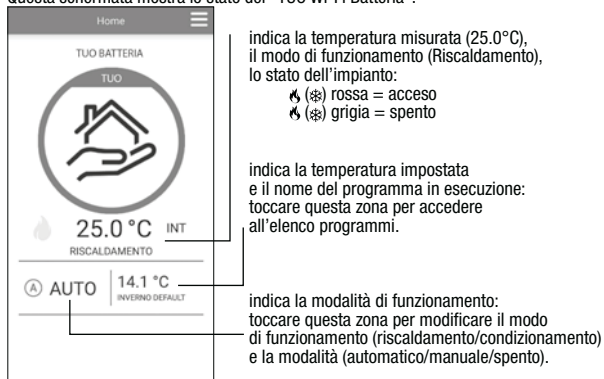 Questa schermata mostra lo stato del "TUO Wi-Fi Batteria":
Home
TUO BATTERIA
TUO
25.0 °C INT
RISCALDAMENTO
A AUTO
14.1 °C
INVERNO DEFAULT
indica la temperatura misurata (25.0°C),
il modo di funzionamento (Riscaldamento),
lo stato dell'impianto:
(❄) rossa = acceso
(❄) grigia = spento
indica la temperatura impostata
e il nome del programma in esecuzione:
toccare questa zona per accedere
all'elenco programmi.
indica la modalità di funzionamento:
toccare questa zona per modificare il modo
di funzionamento (riscaldamento/condizionamento)
e la modalità (automatico/manuale/spento).